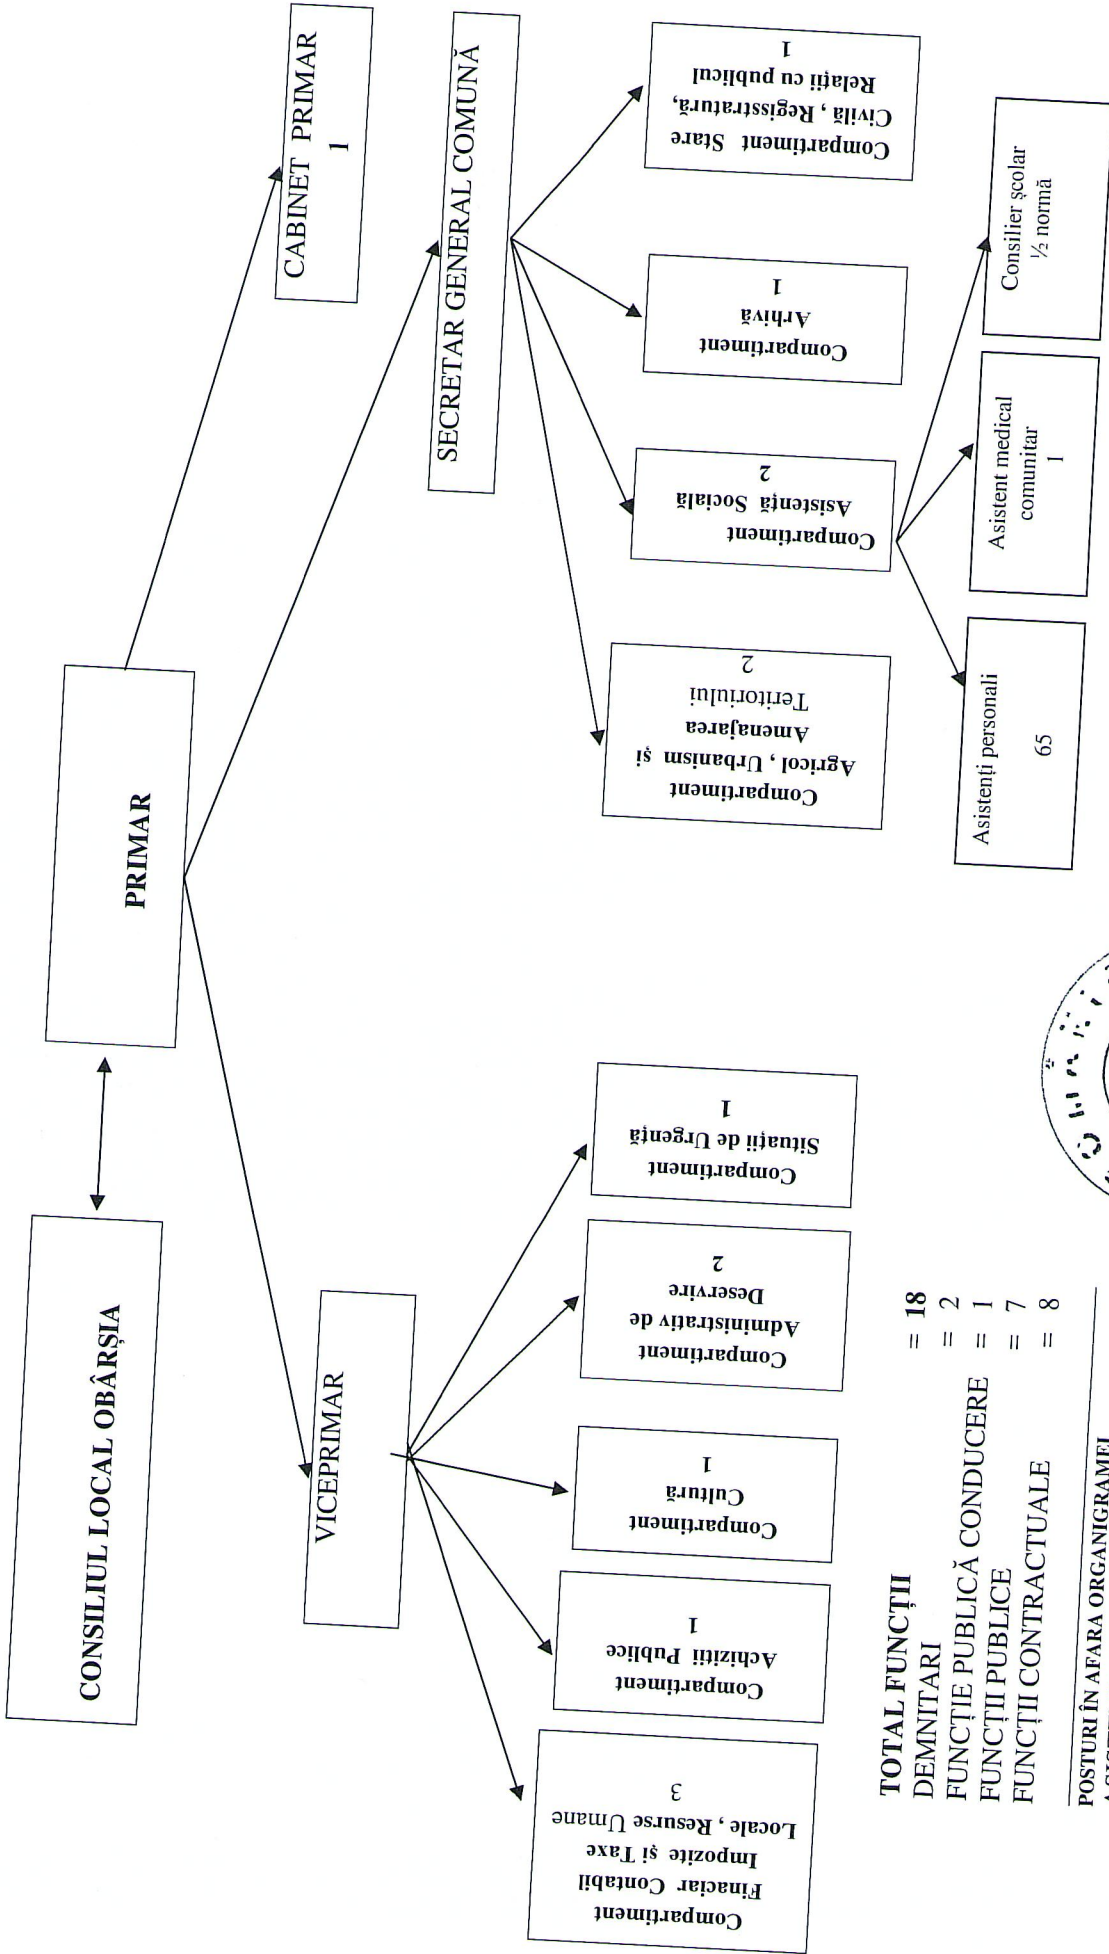 CONSILIUL LOCAL OBÂRȘIA
PRIMAR
CABINET PRIMAR
1
VICEPRIMAR
SECRETAR GENERAL COMUNĂ
Compartiment
Finaciar Contabil
Impozite și Taxe
Locale , Resurse Umane
3
Compartiment
Achiziții Publice
1
Compartiment
Cultură
1
Compartiment
Administrativ de
Deservire
2
Compartiment
Situații de Urgență
1
Compartiment
Agricol , Urbanism și
Amenajarea
Teritoriului
2
Compartiment
Asistență Socială
2
Compartiment
Arhivă
1
Compartiment Stare
Civilă , Regisstratură,
Relații cu publicul
1
Asistenți personali
65
Asistent medical
comunitar
1
Consilier școlar
½ normă
TOTAL FUNCȚII = 18
DEMNITARI = 2
FUNCȚIE PUBLICĂ CONDUCERE = 1
FUNCȚII PUBLICE = 7
FUNCȚII CONTRACTUALE = 8
POSTURI ÎN AFARA ORGANIGRAMEI